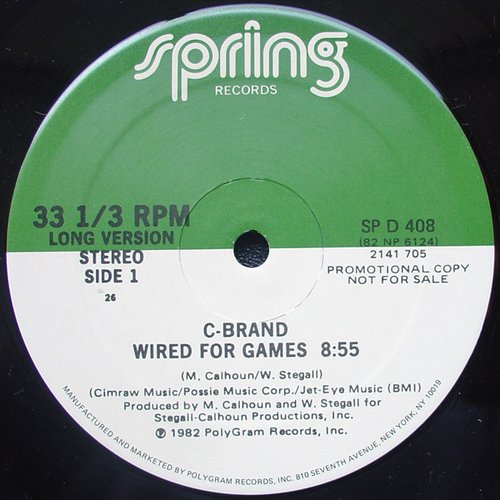 spring
RECORDS
33 1/3 RPM
LONG VERSION
STEREO
SIDE 1
26
SP D 408
(82 NP 6124)
2141 705
PROMOTIONAL COPY
NOT FOR SALE
C-BRAND
WIRED FOR GAMES 8:55
(M. Calhoun/W. Stegall)
(Cimraw Music/Possie Music Corp./Jet-Eye Music (BMI)
Produced by M. Calhoun and W. Stegall for
Stegall-Calhoun Productions, Inc.
℗ 1982 PolyGram Records, Inc.
MANUFACTURED AND MARKETED BY POLYGRAM RECORDS, INC. 810 SEVENTH AVENUE, NEW YORK, NY 10019